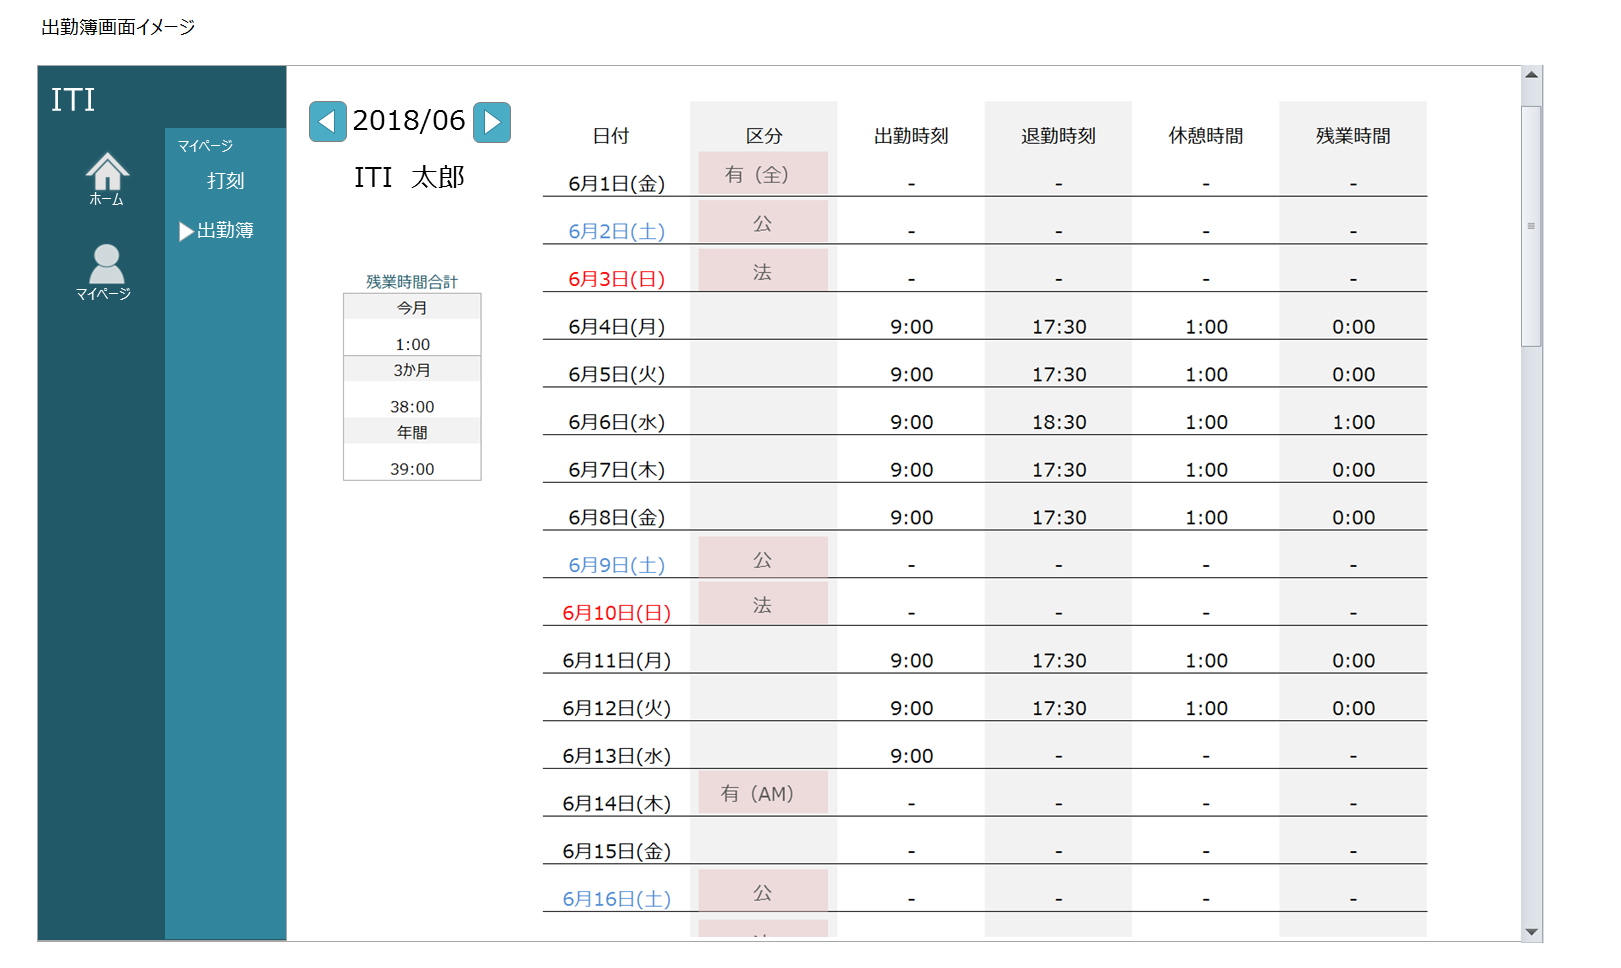 出勤簿画面イメージ
ITI
ホーム
マイページ
マイページ
打刻
▶出勤簿
2018/06
ITI 太郎
残業時間合計
今月
1:00
3か月
38:00
年間
39:00
日付 区分 出勤時刻 退勤時刻 休憩時間 残業時間
6月1日(金) 有（全） - - - -
6月2日(土) 公 - - - -
6月3日(日) 法 - - - -
6月4日(月) 9:00 17:30 1:00 0:00
6月5日(火) 9:00 17:30 1:00 0:00
6月6日(水) 9:00 18:30 1:00 1:00
6月7日(木) 9:00 17:30 1:00 0:00
6月8日(金) 9:00 17:30 1:00 0:00
6月9日(土) 公 - - - -
6月10日(日) 法 - - - -
6月11日(月) 9:00 17:30 1:00 0:00
6月12日(火) 9:00 17:30 1:00 0:00
6月13日(水) 9:00 - - -
6月14日(木) 有（AM） - - - -
6月15日(金) - - - -
6月16日(土) 公 - - - -